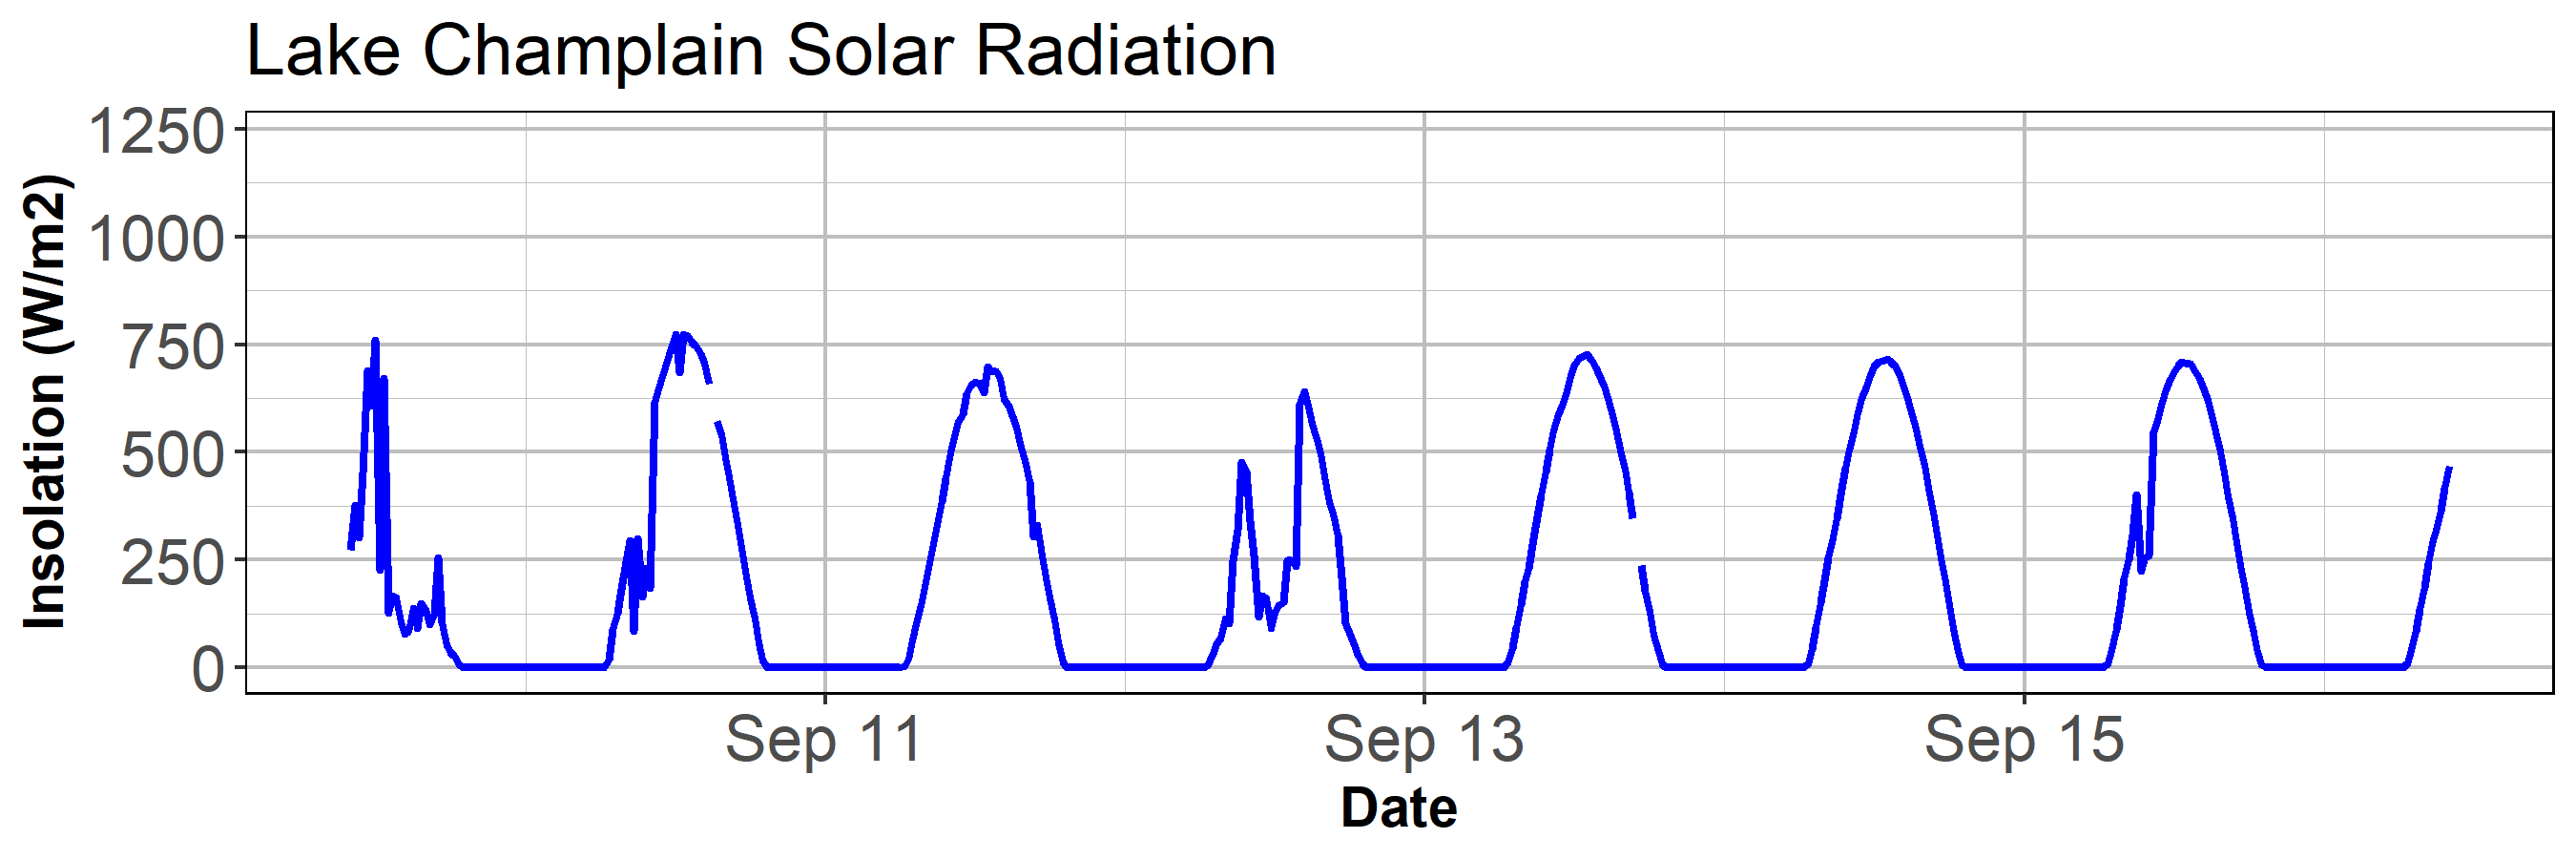 Lake Champlain Solar Radiation
Insolation (W/m2)
1250
1000
750
500
250
0
Sep 11 Sep 13 Sep 15
Date